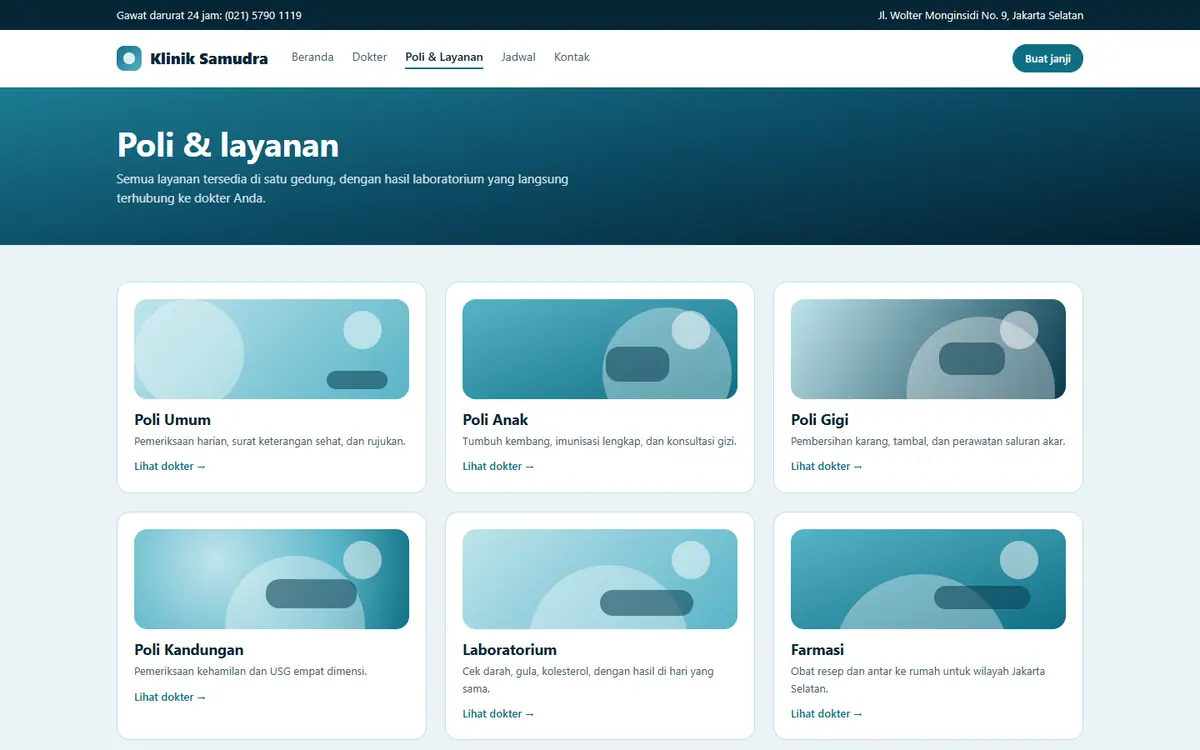 Gawat darurat 24 jam: (021) 5790 1119
Jl. Wolter Monginsidi No. 9, Jakarta Selatan
Klinik Samudra
Beranda
Dokter
Poli & Layanan
Jadwal
Kontak
Buat janji
Poli & layanan
Semua layanan tersedia di satu gedung, dengan hasil laboratorium yang langsung
terhubung ke dokter Anda.
Poli Umum
Pemeriksaan harian, surat keterangan sehat, dan rujukan.
Lihat dokter →
Poli Anak
Tumbuh kembang, imunisasi lengkap, dan konsultasi gizi.
Lihat dokter →
Poli Gigi
Pembersihan karang, tambal, dan perawatan saluran akar.
Lihat dokter →
Poli Kandungan
Pemeriksaan kehamilan dan USG empat dimensi.
Lihat dokter →
Laboratorium
Cek darah, gula, kolesterol, dengan hasil di hari yang
sama.
Lihat dokter →
Farmasi
Obat resep dan antar ke rumah untuk wilayah Jakarta
Selatan.
Lihat dokter →